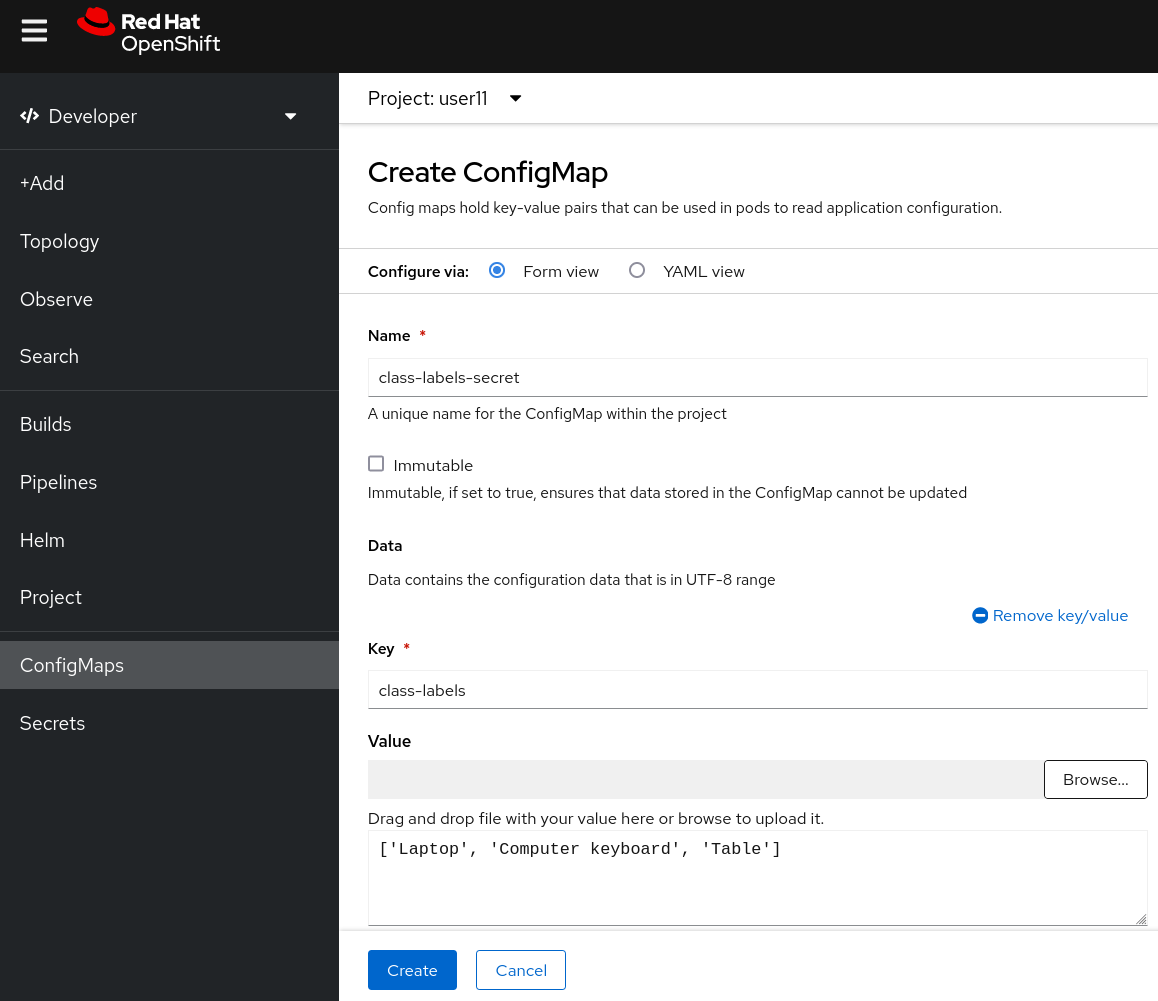 Red Hat
OpenShift
Developer
+Add
Topology
Observe
Search
Builds
Pipelines
Helm
Project
ConfigMaps
Secrets
Project: user11
Create ConfigMap
Config maps hold key-value pairs that can be used in pods to read application configuration.
Configure via: Form view YAML view
Name *
class-labels-secret
A unique name for the ConfigMap within the project
Immutable
Immutable, if set to true, ensures that data stored in the ConfigMap cannot be updated
Data
Data contains the configuration data that is in UTF-8 range
Remove key/value
Key *
class-labels
Value
Browse...
Drag and drop file with your value here or browse to upload it.
['Laptop', 'Computer keyboard', 'Table']
Create Cancel